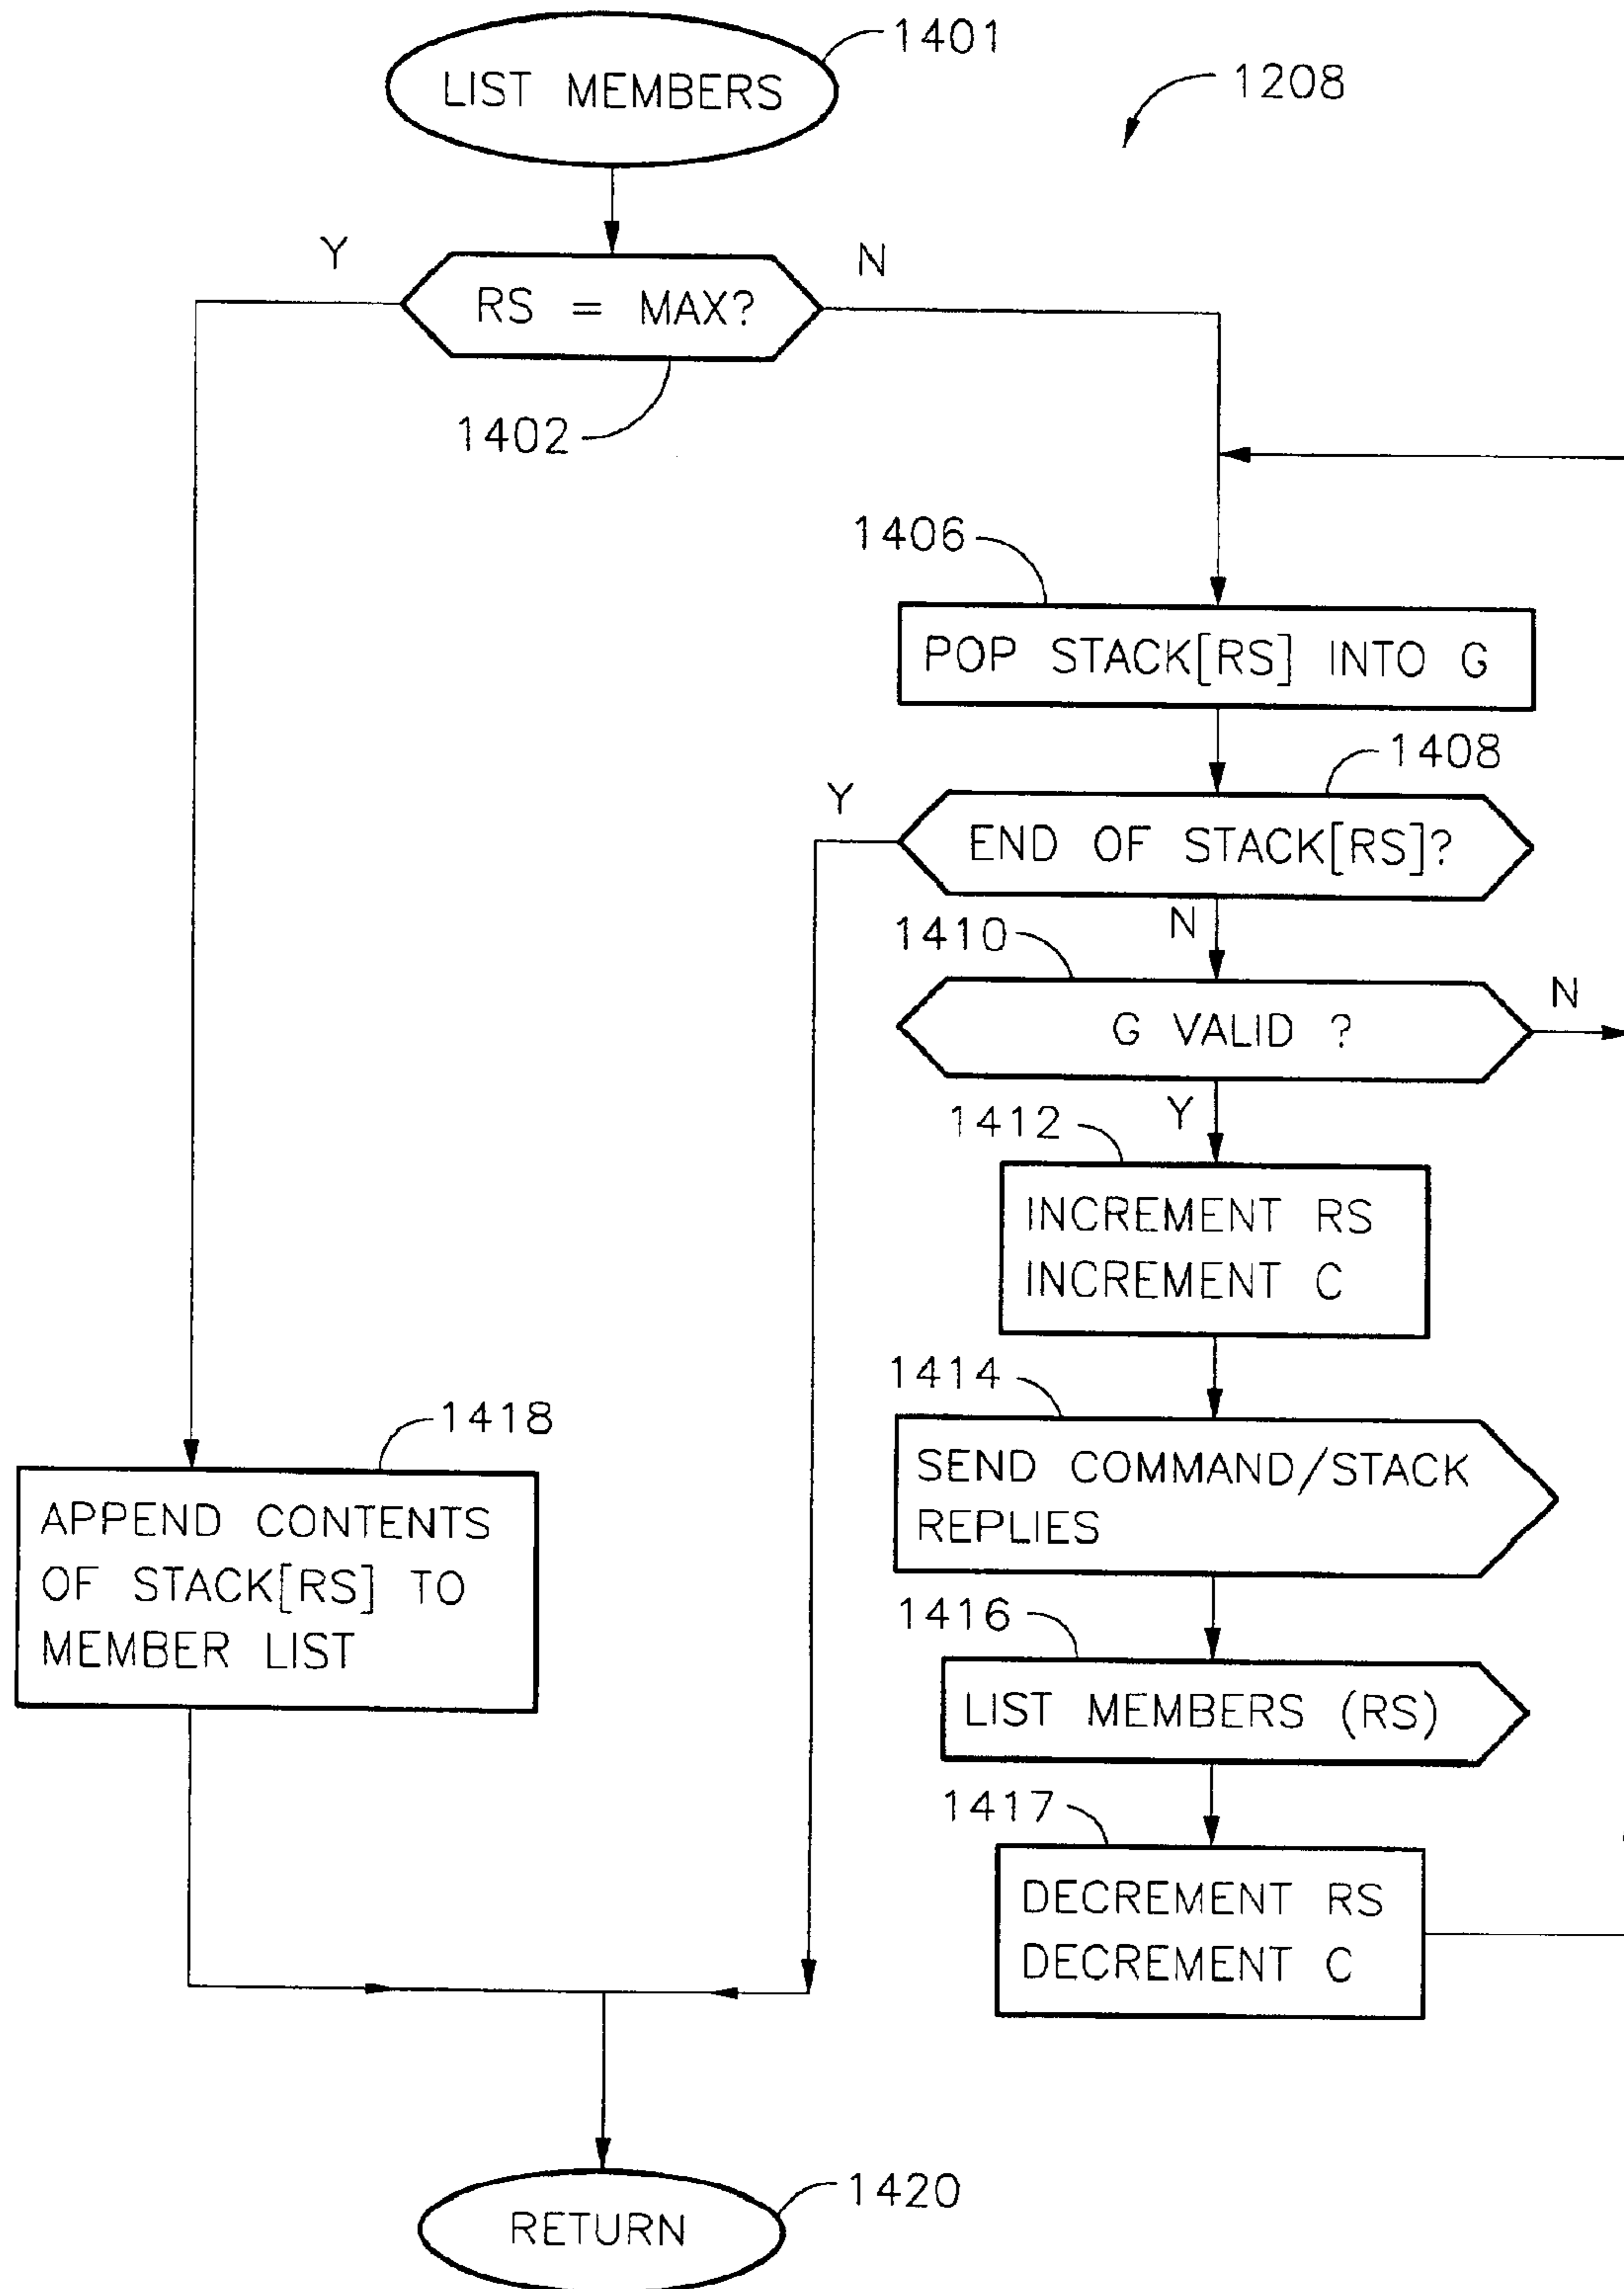 1401
LIST MEMBERS
1208
Y
N
RS = MAX?
1402
1406
POP STACK[RS] INTO G
1408
Y
END OF STACK[RS]?
N
1410
N
G VALID ?
Y
1412
INCREMENT RS
INCREMENT C
1414
SEND COMMAND/STACK
REPLIES
1418
APPEND CONTENTS
OF STACK[RS] TO
MEMBER LIST
1416
LIST MEMBERS (RS)
1417
DECREMENT RS
DECREMENT C
1420
RETURN